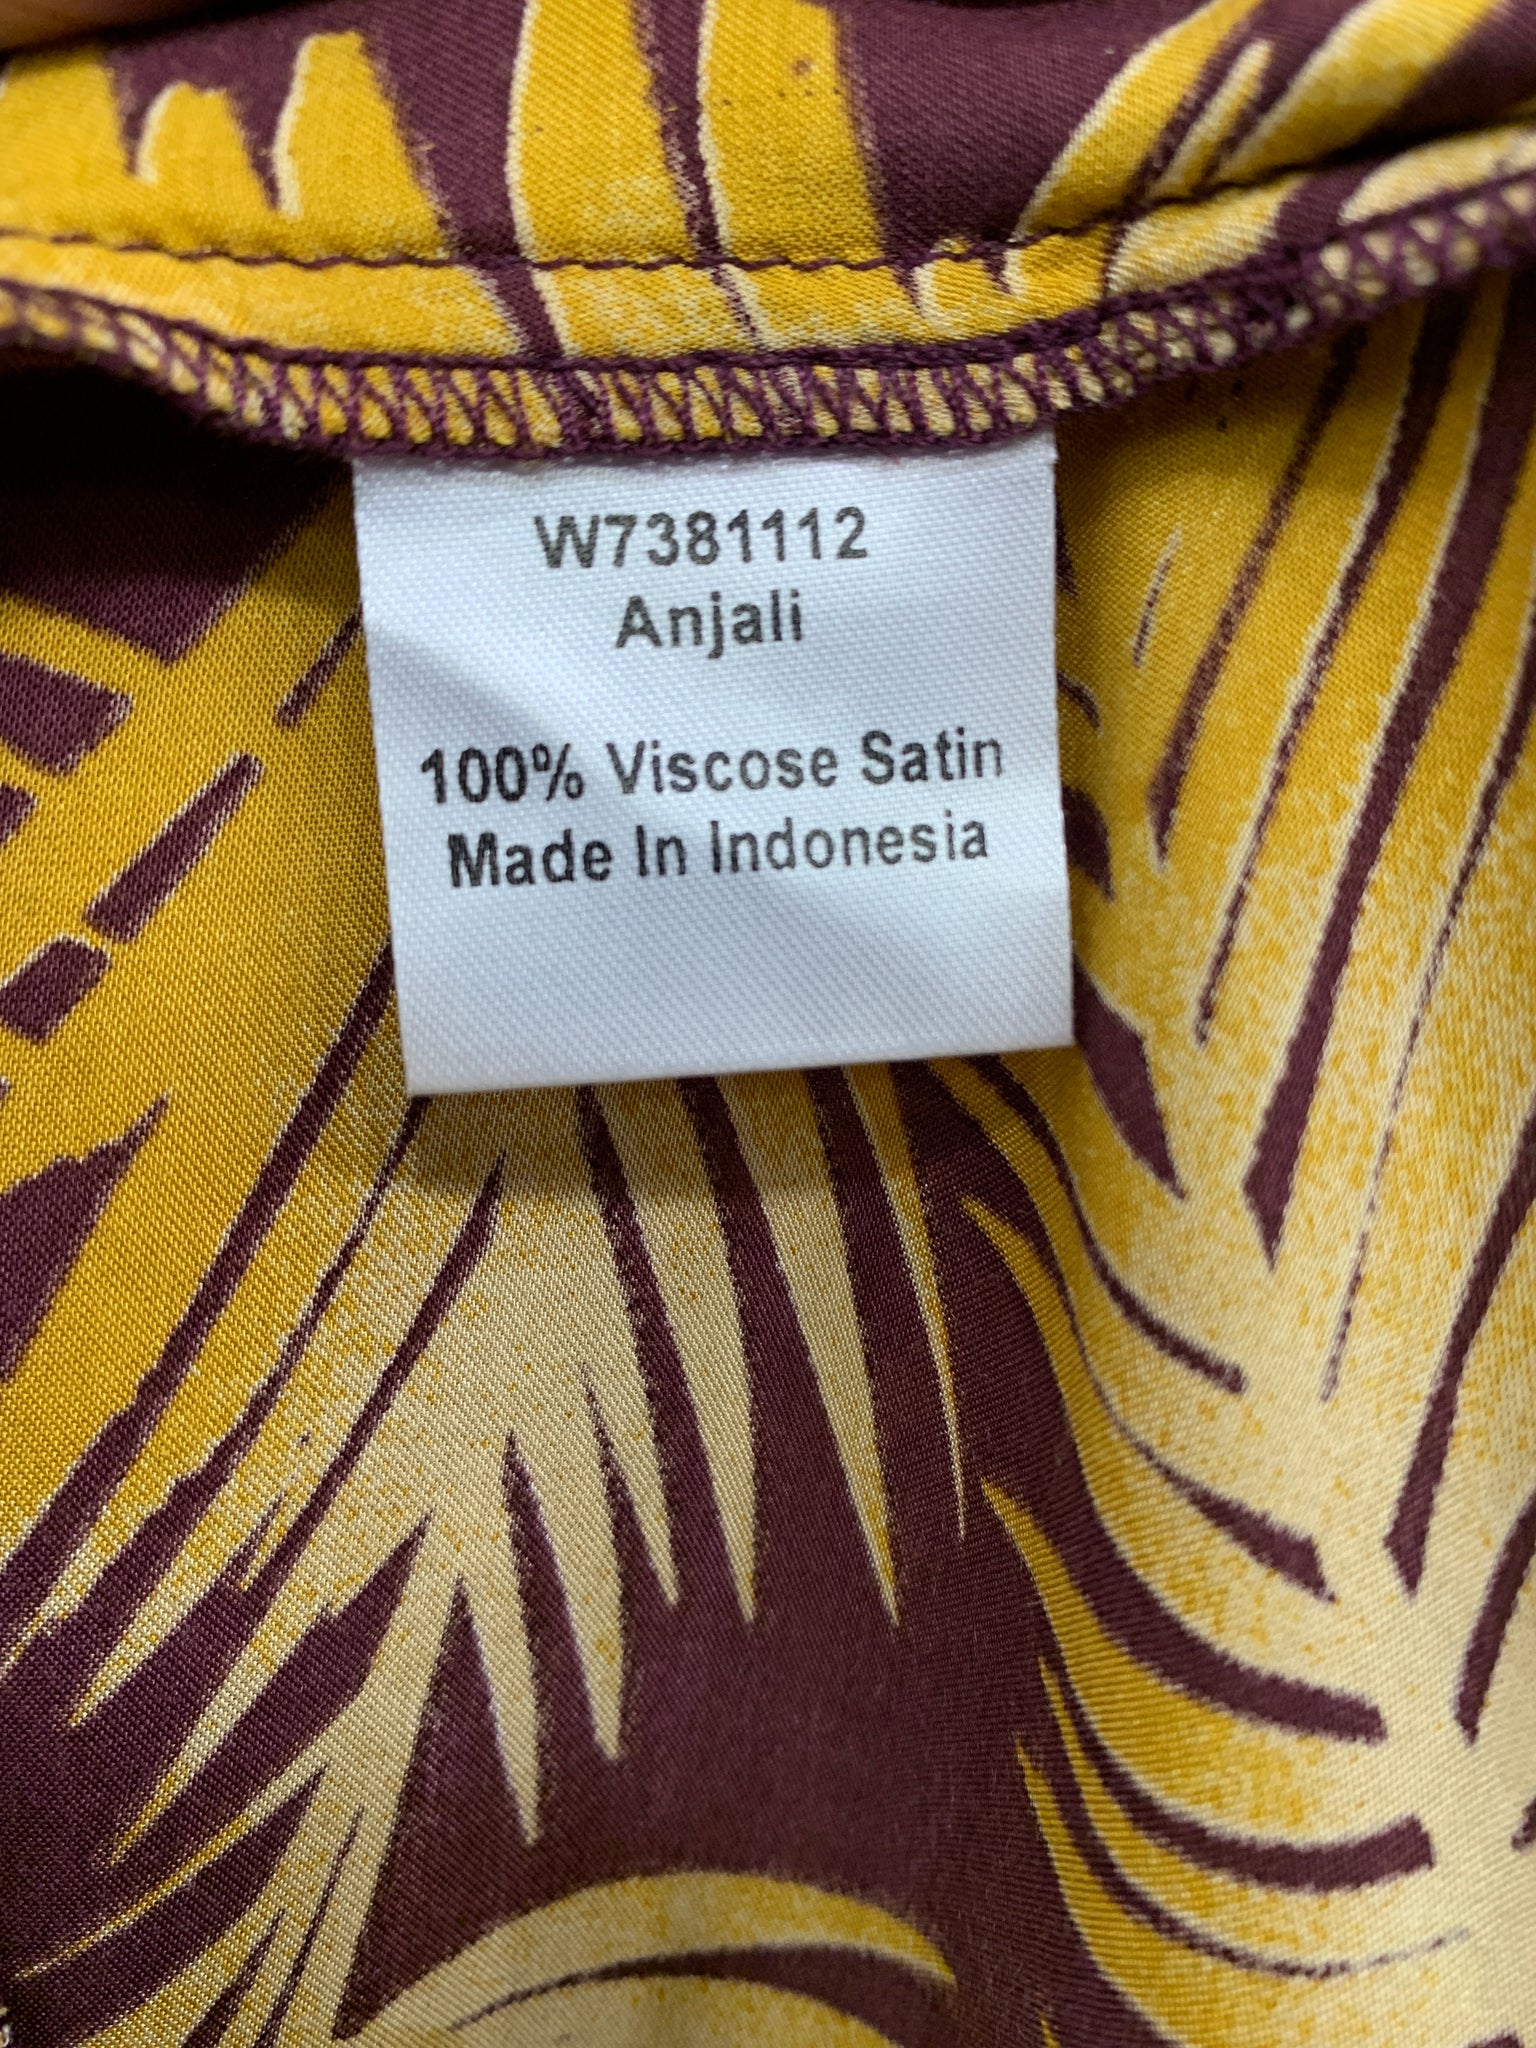 W7381112
Anjali
100% Viscose Satin
Made In Indonesia